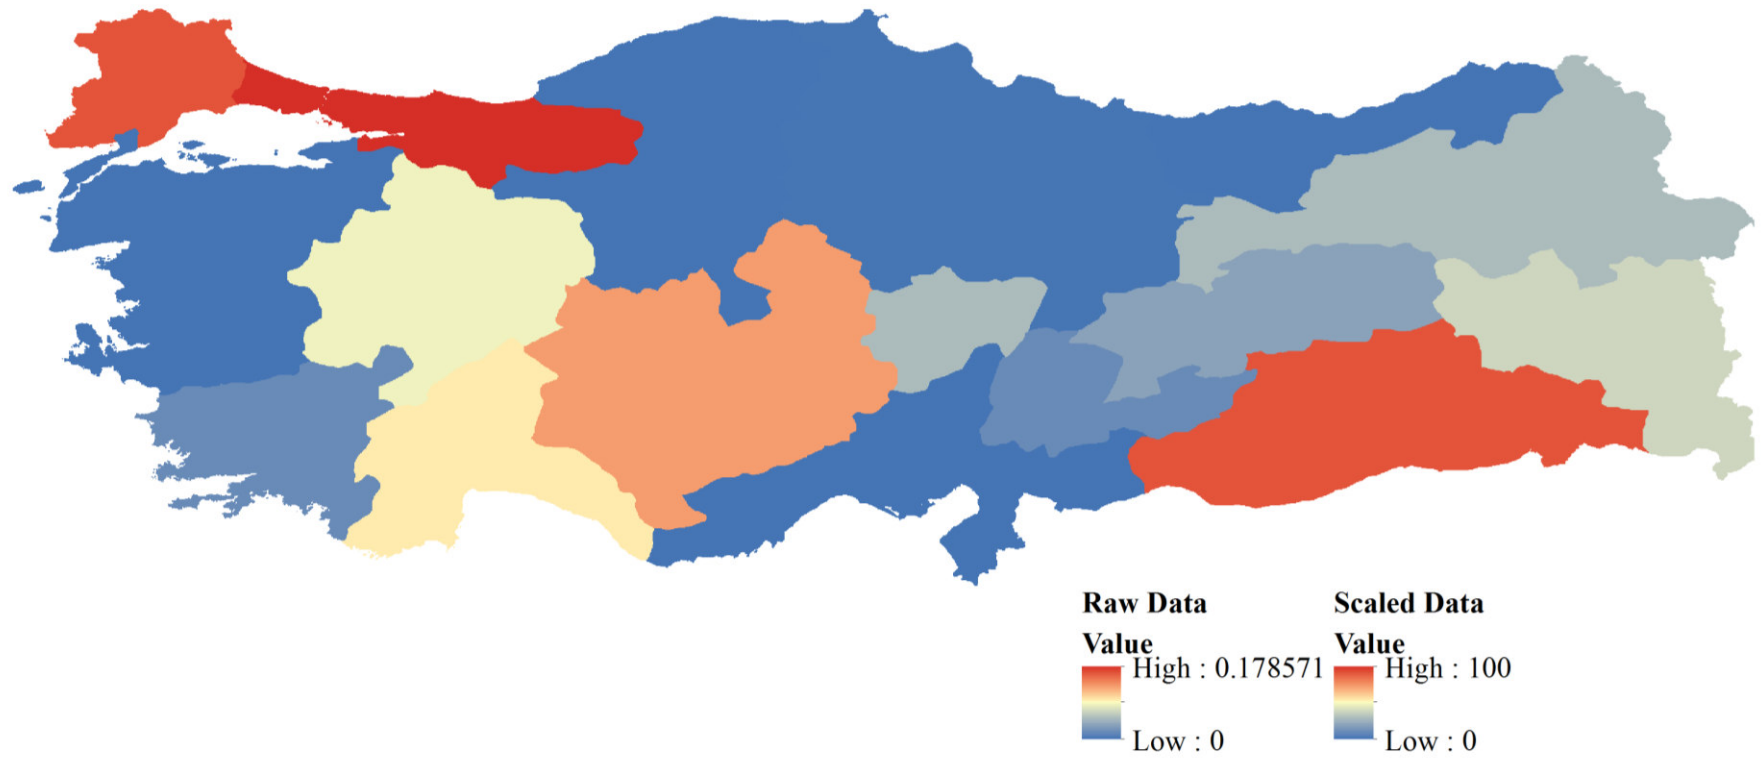 Raw Data
Value
High : 0.178571
Low : 0
Scaled Data
Value
High : 100
Low : 0